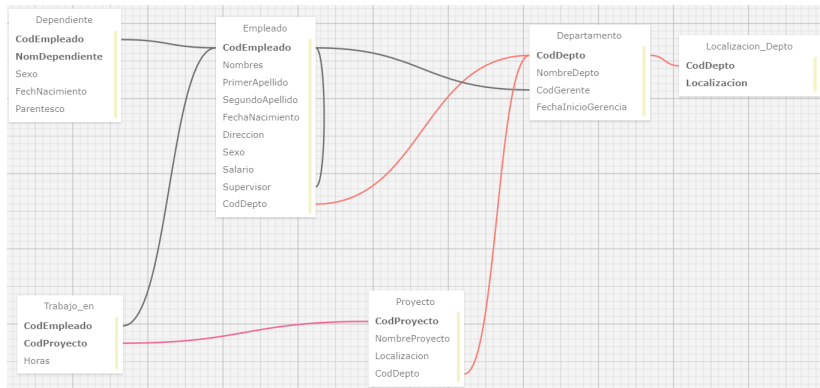 Dependiente
CodEmpleado
NomDependiente
Sexo
FechNacimiento
Parentesco
Empleado
CodEmpleado
Nombres
PrimerApellido
SegundoApellido
FechaNacimiento
Direccion
Sexo
Salario
Supervisor
CodDepto
Departamento
CodDepto
NombreDepto
CodGerente
FechaInicioGerencia
Localizacion_Depto
CodDepto
Localizacion
Trabajo_en
CodEmpleado
CodProyecto
Horas
Proyecto
CodProyecto
NombreProyecto
Localizacion
CodDepto